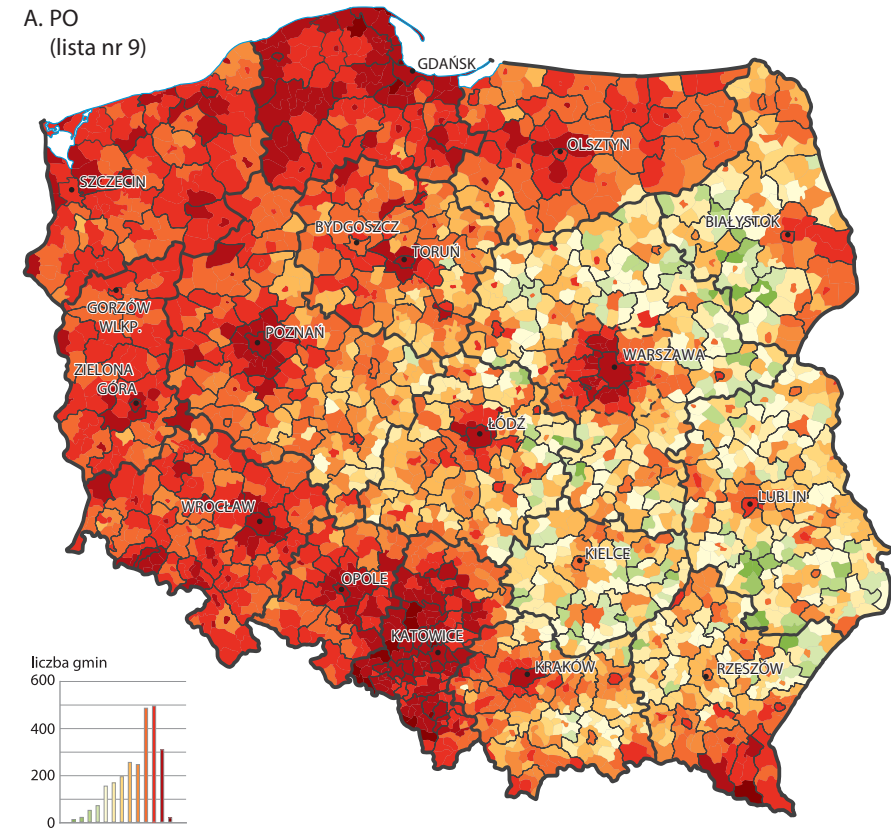 A. PO
(lista nr 9)
GDAŃSK
OLSZTYN
SZCZECIN
BIAŁYSTOK
BYDGOSZCZ
TORUŃ
GORZÓW
WLKP.
POZNAŃ
WARSZAWA
ZIELONA
GÓRA
ŁÓDŹ
WROCŁAW
LUBLIN
KIELCE
OPOLE
KATOWICE
KRAKÓW
RZESZÓW
liczba gmin
600
400
200
0